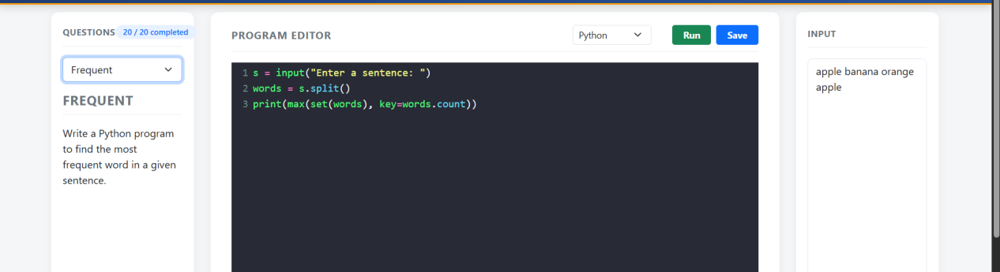 QUESTIONS 20 / 20 completed
Frequent
FREQUENT
Write a Python program
to find the most
frequent word in a given
sentence.
PROGRAM EDITOR
Python
Run
Save
1 s = input("Enter a sentence: ")
2 words = s.split()
3 print(max(set(words), key=words.count))
INPUT
apple banana orange
apple